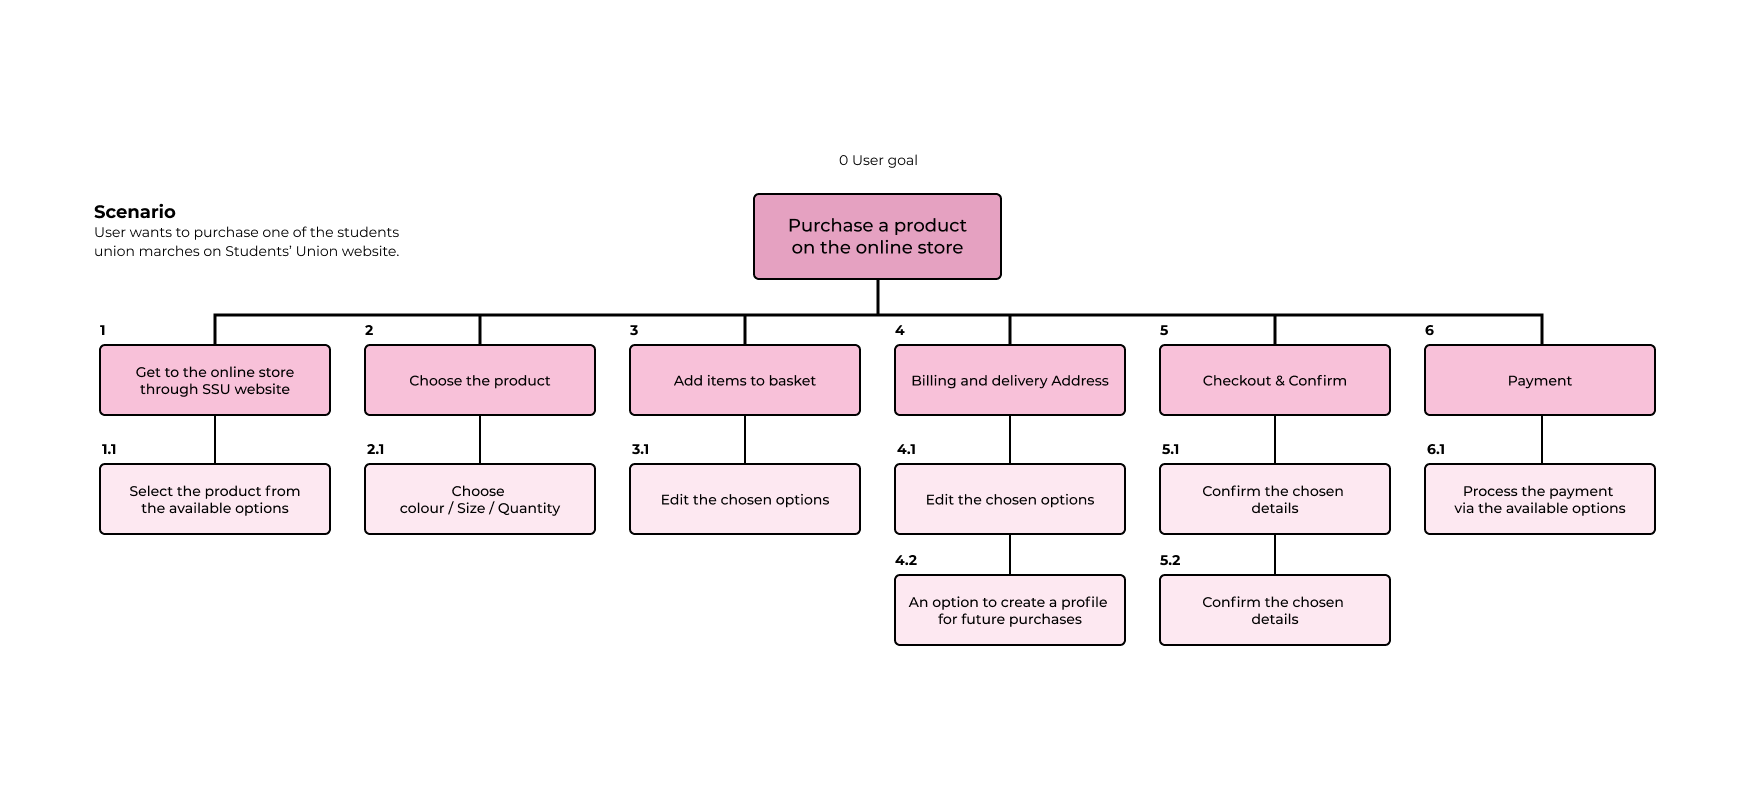 0 User goal
Scenario
User wants to purchase one of the students
union marches on Students’ Union website.
Purchase a product
on the online store
1
Get to the online store
through SSU website
2
Choose the product
3
Add items to basket
4
Billing and delivery Address
5
Checkout & Confirm
6
Payment
1.1
Select the product from
the available options
2.1
Choose
colour / Size / Quantity
3.1
Edit the chosen options
4.1
Edit the chosen options
5.1
Confirm the chosen
details
6.1
Process the payment
via the available options
4.2
An option to create a profile
for future purchases
5.2
Confirm the chosen
details